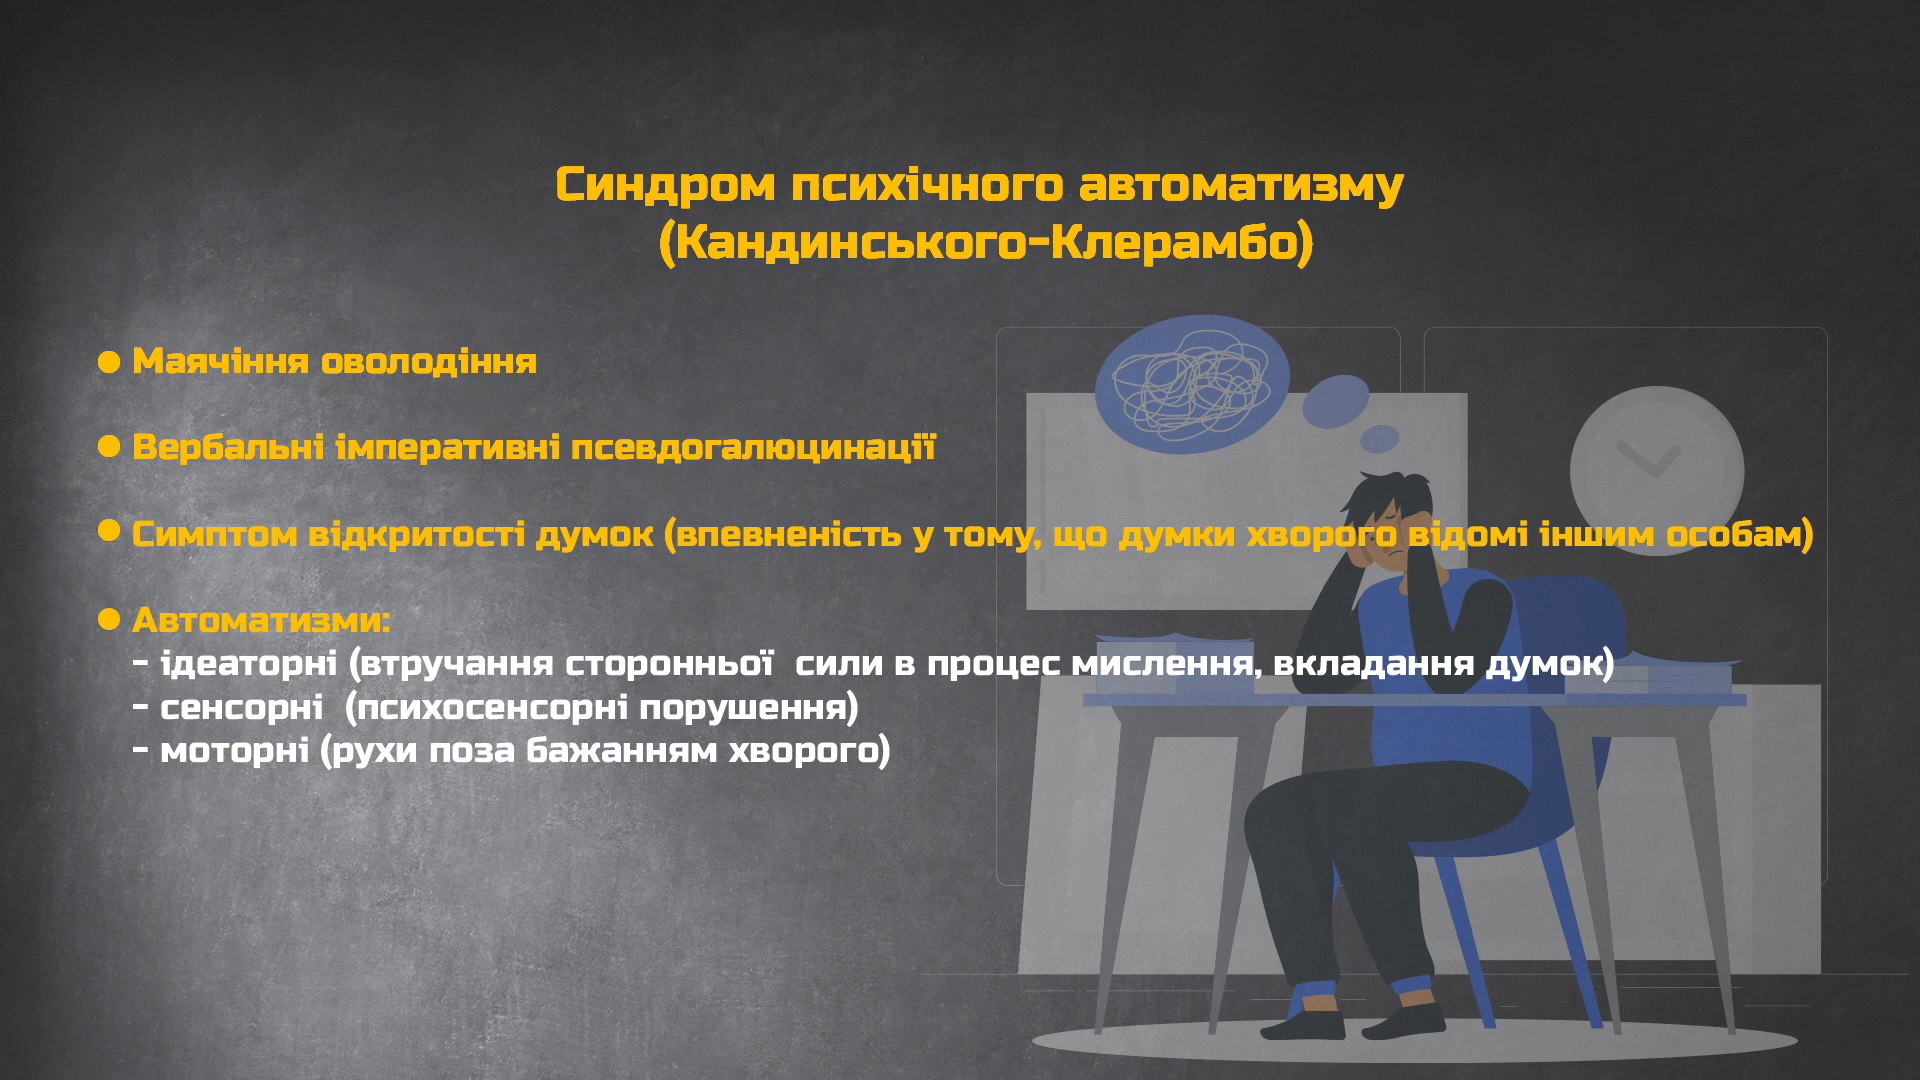 Синдром психічного автоматизму
(Кандинського-Клерамбо)
● Маячіння оволодіння
● Вербальні імперативні псевдогалюцинації
● Симптом відкритості думок (впевненість у тому, що думки хворого відомі іншим особам)
● Автоматизми:
- ідеаторні (втручання сторонньої сили в процес мислення, вкладання думок)
- сенсорні (психосенсорні порушення)
- моторні (рухи поза бажанням хворого)